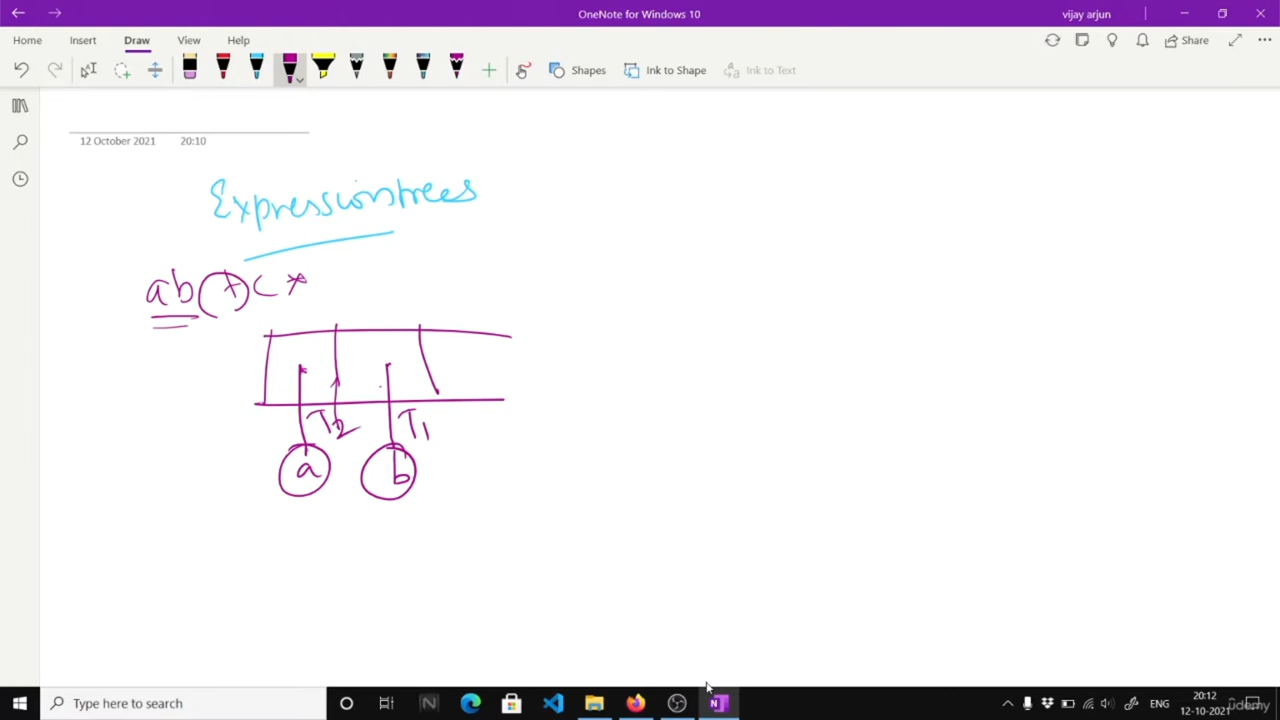 OneNote for Windows 10
vijay arjun
Home Insert Draw View Help
Share
Shapes
Ink to Shape
Ink to Text
12 October 2021 20:10
Expressiontrees
ab+c*
T2 T1
a b
Type here to search
N
N
ENG
20:12
12-10-2021
Udemy